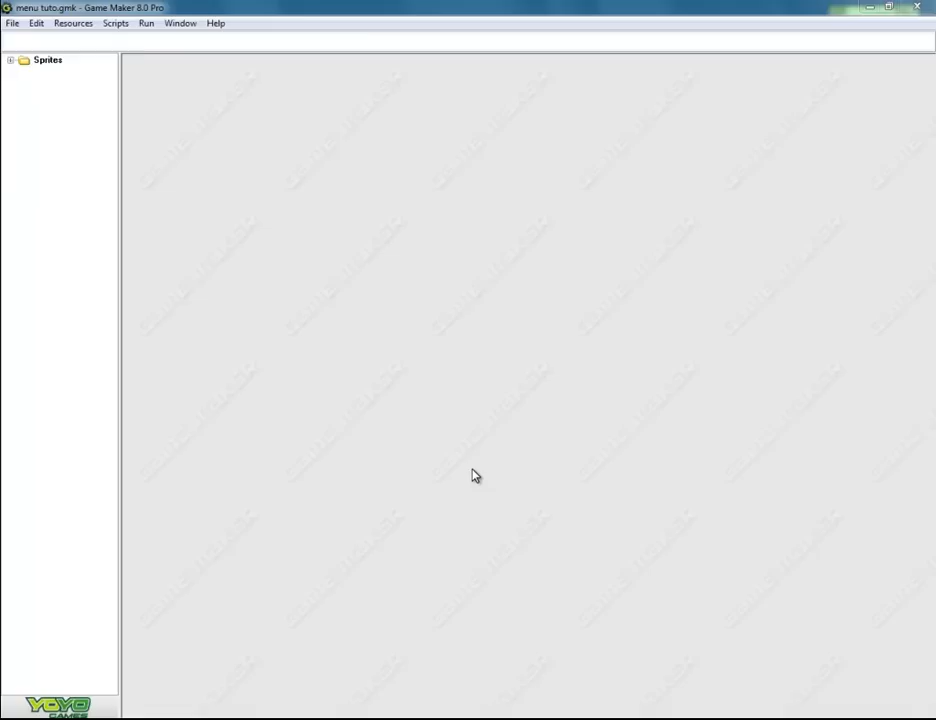 menu tuto.gmk - Game Maker 8.0 Pro
File Edit Resources Scripts Run Window Help
Sprites
YOYO
GAMES